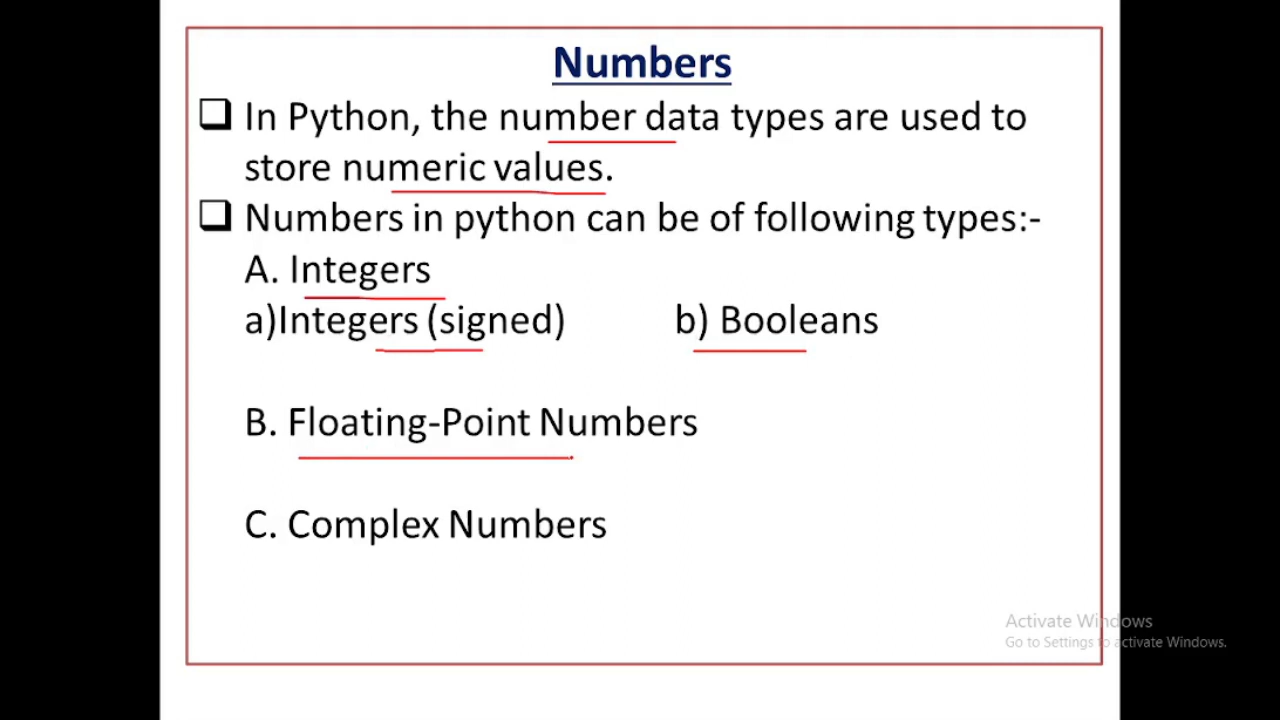 Numbers
In Python, the number data types are used to
store numeric values.
Numbers in python can be of following types:-
A. Integers
a)Integers (signed) b) Booleans
B. Floating-Point Numbers
C. Complex Numbers
Activate Windows
Go to Settings to activate Windows.